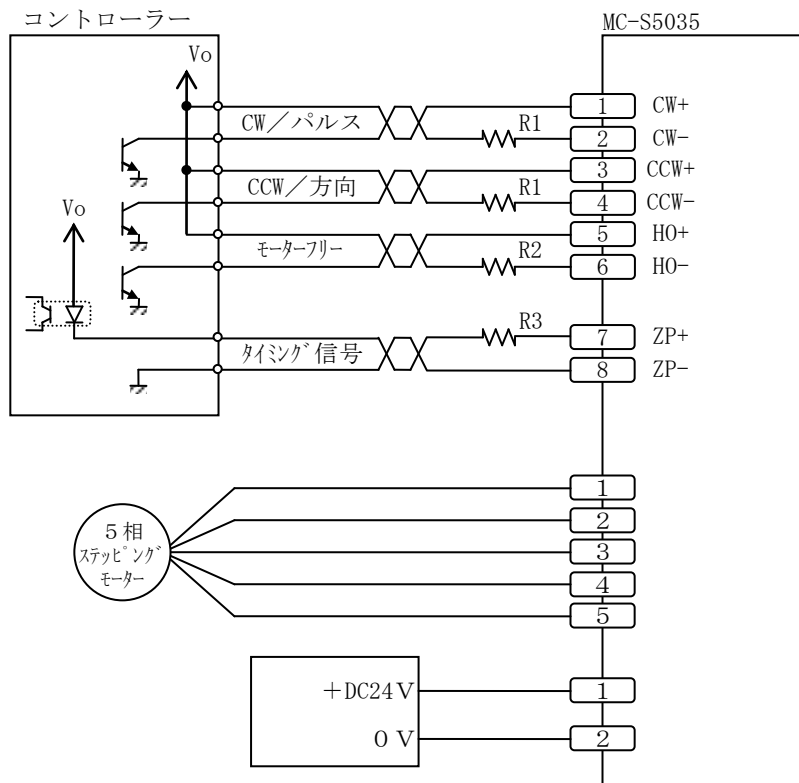 コントローラー
MC-S5035
Vo
CW／パルス
R1
1 CW+
2 CW-
CCW／方向
R1
3 CCW+
4 CCW-
Vo
モーターフリー
R2
5 HO+
6 HO-
タイミング信号
R3
7 ZP+
8 ZP-
5相
ステッピング
モーター
1
2
3
4
5
+DC24V
1
0V
2